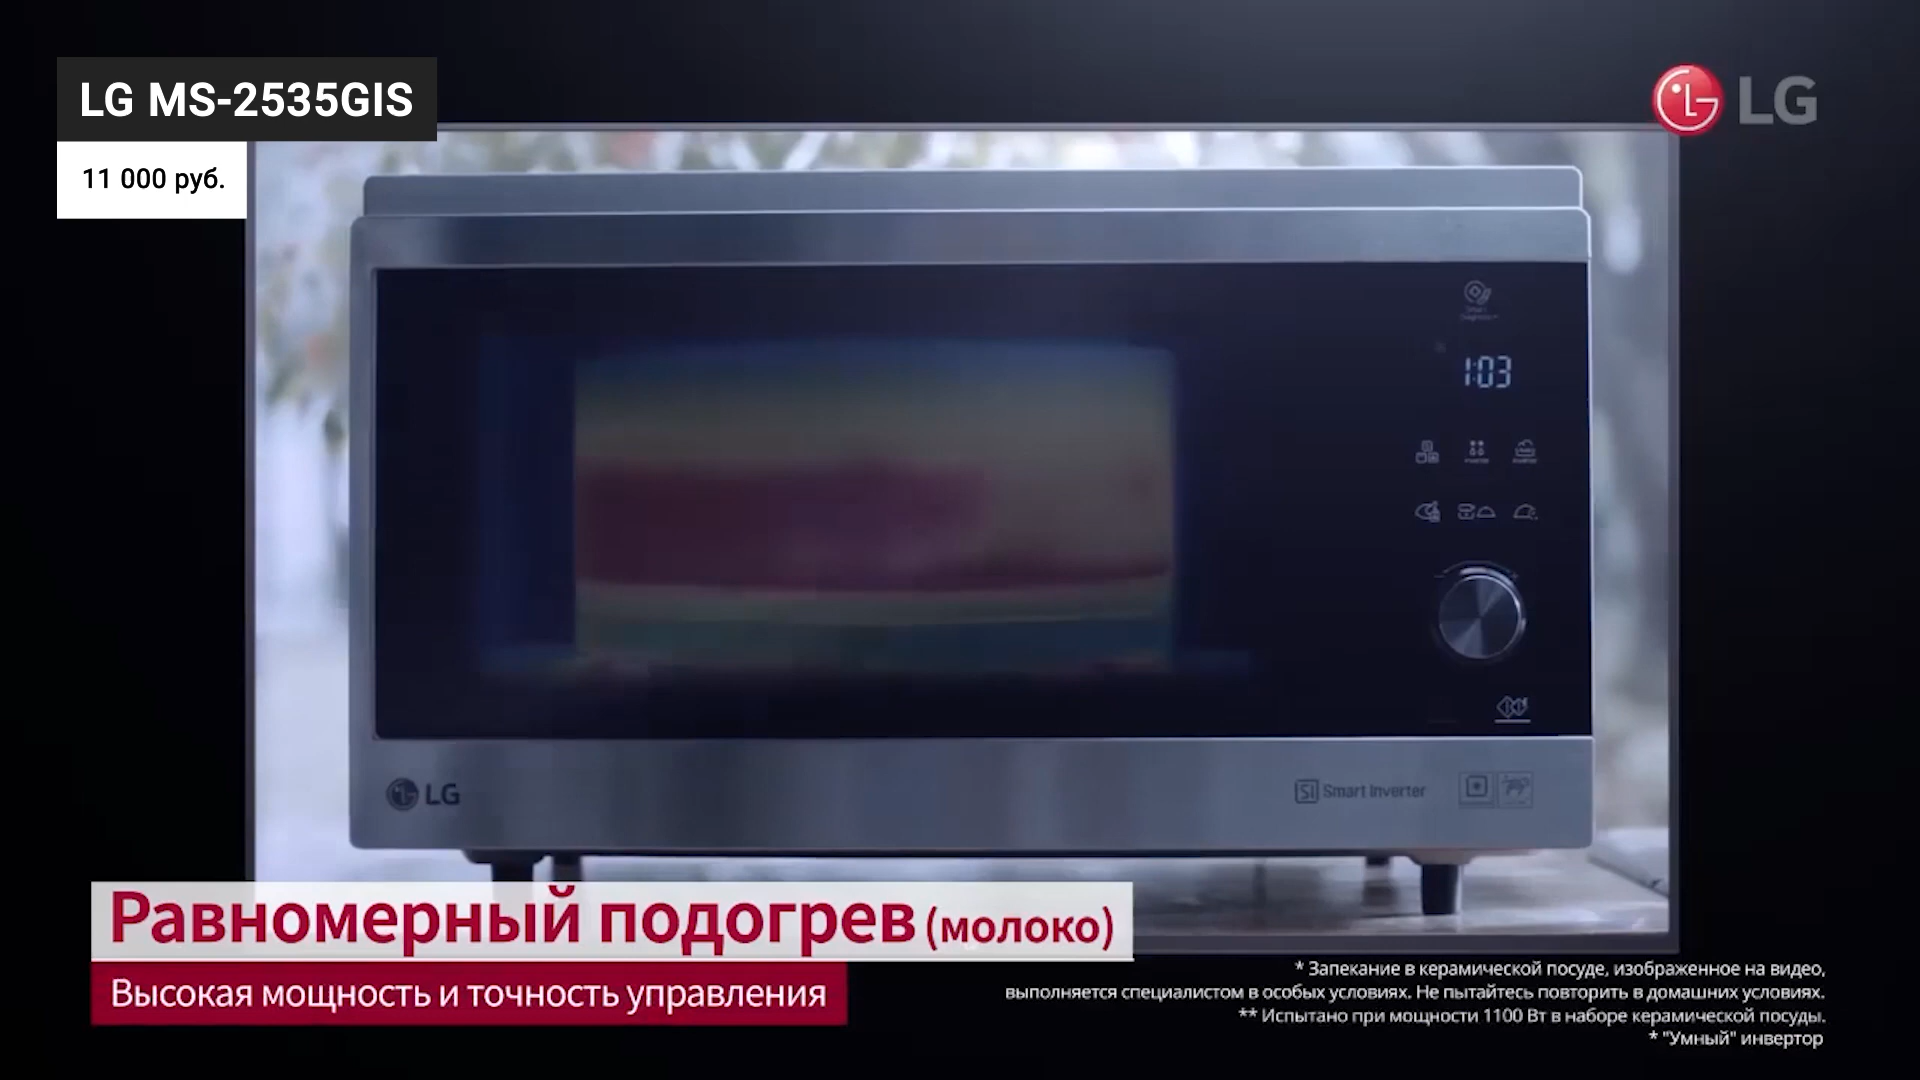 LG MS-2535GIS
11 000 руб.
LG
1:03
LG
Smart Inverter
Равномерный подогрев (молоко)
Высокая мощность и точность управления
* Запекание в керамической посуде, изображенное на видео,
выполняется специалистом в особых условиях. Не пытайтесь повторить в домашних условиях.
** Испытано при мощности 1100 Вт в наборе керамической посуды.
* "Умный" инвертор